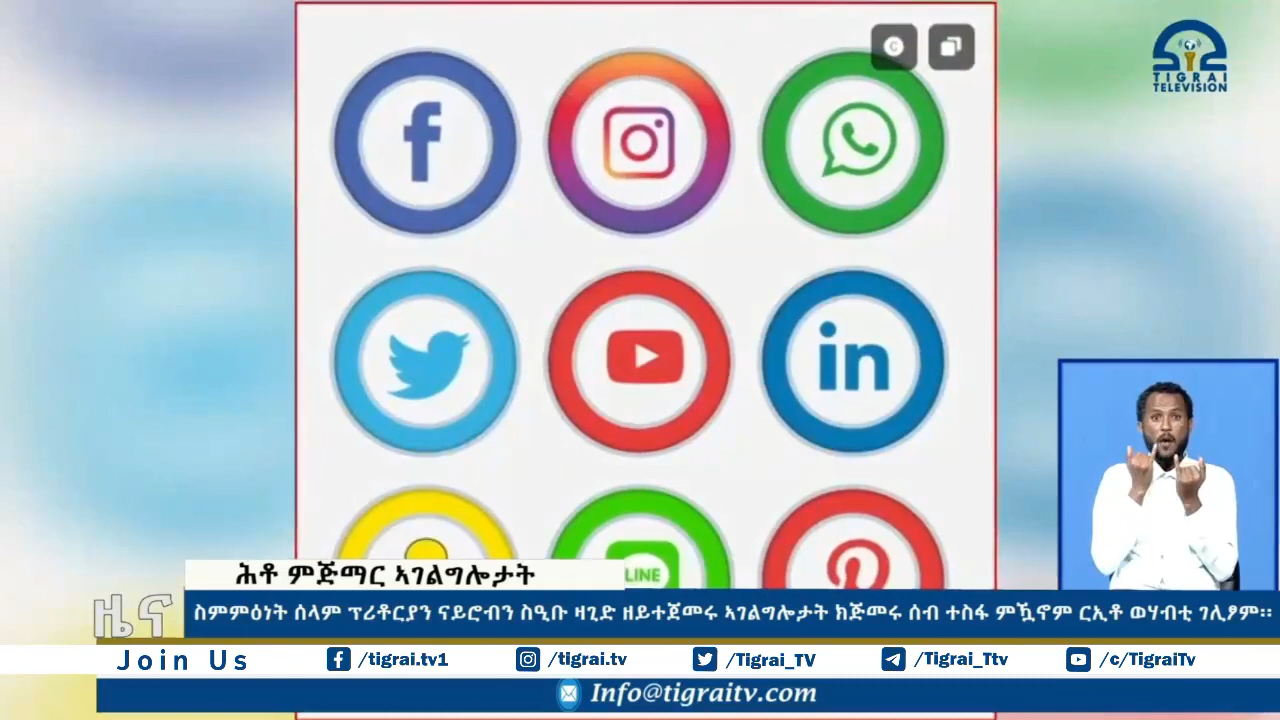 TIGRAI
TELEVISION
f
in
LINE
ሕቶ ምጅማር ኣገልግሎታት
ዜና
ስምምዕነት ሰላም ፕሪቶርያን ናይሮብን ስዒቡ ዛጊድ ዘይተጀመሩ ኣገልግሎታት ክጅመሩ ሰብ ተስፋ ምዃኖም ርኢቶ ወሃብቲ ገሊፆም።
Join Us
/tigrai.tv1
/tigrai.tv
/Tigrai_TV
/Tigrai_Ttv
/c/TigraiTv
Info@tigraitv.com